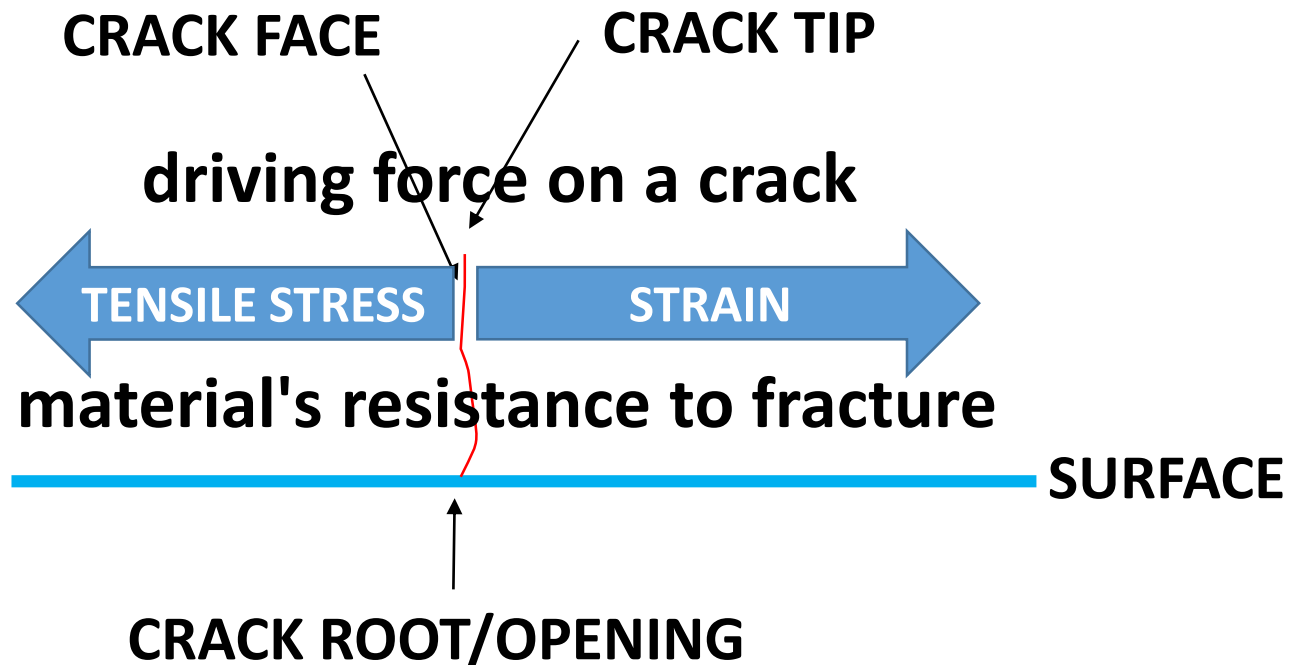 CRACK FACE
CRACK TIP
driving force on a crack
TENSILE STRESS
STRAIN
material's resistance to fracture
SURFACE
CRACK ROOT/OPENING